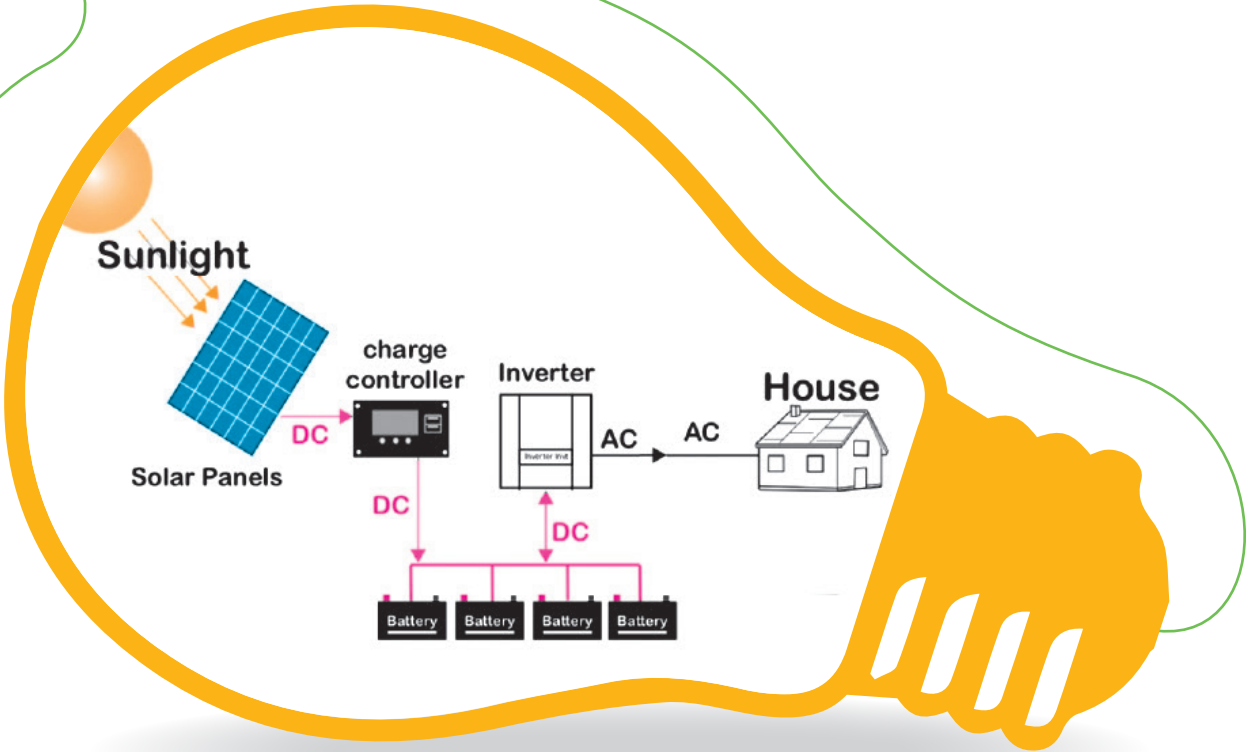 Sunlight
Solar Panels
DC
charge
controller
DC
Inverter
AC
AC
House
DC
Battery
Battery
Battery
Battery